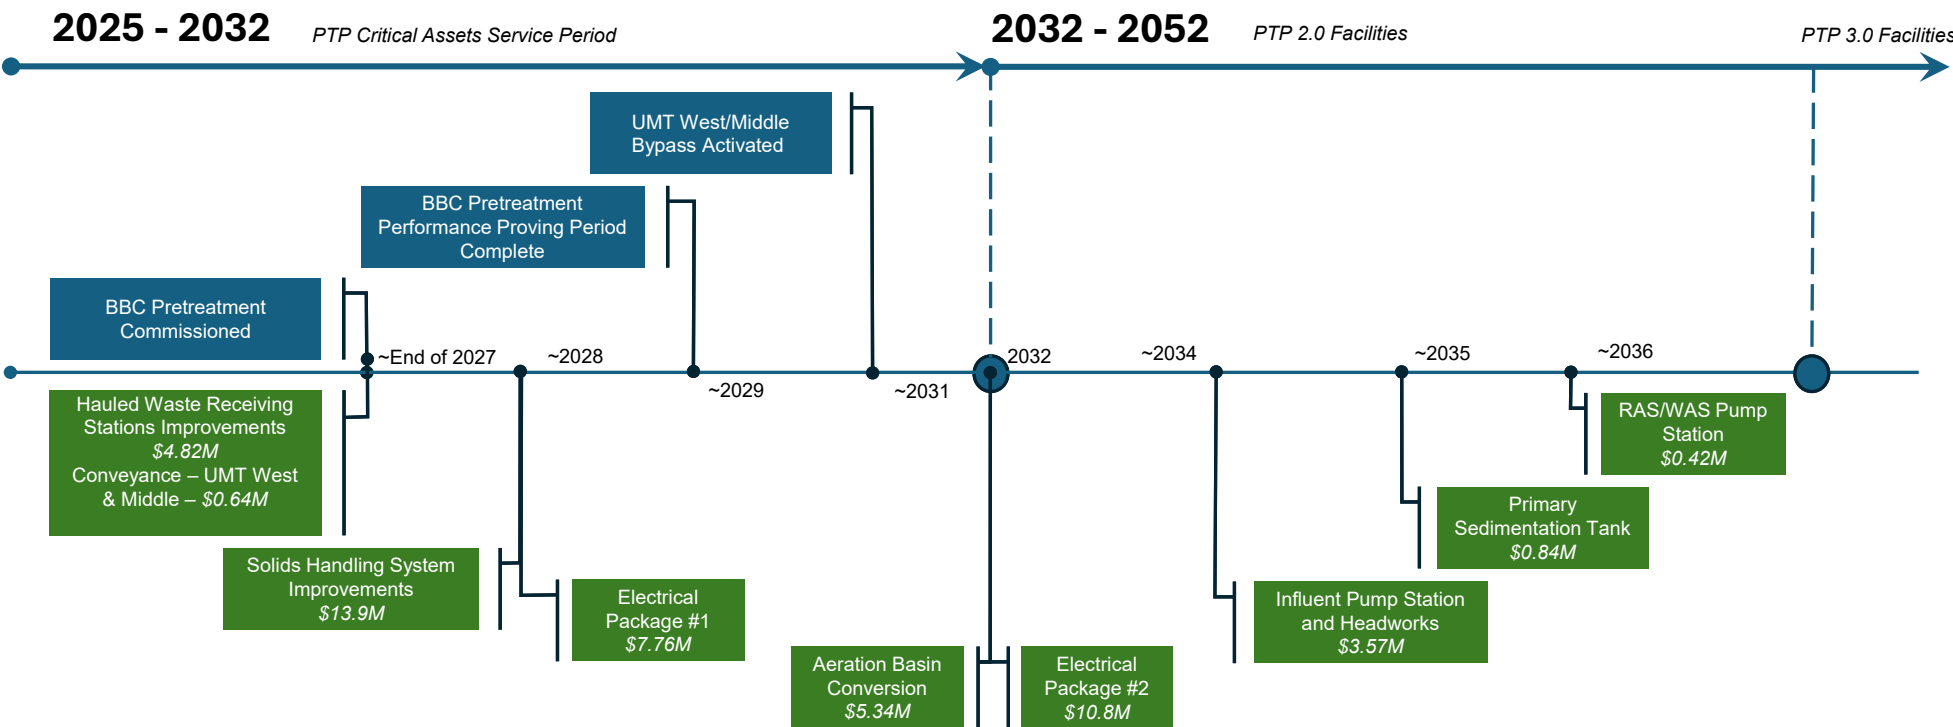 2025 - 2032
PTP Critical Assets Service Period
2032 - 2052
PTP 2.0 Facilities
PTP 3.0 Facilities
UMT West/Middle
Bypass Activated
BBC Pretreatment
Performance Proving Period
Complete
BBC Pretreatment
Commissioned
~End of 2027
~2028
~2029
~2031
2032
~2034
~2035
~2036
Hauled Waste Receiving
Stations Improvements
$4.82M
Conveyance – UMT West
& Middle – $0.64M
Solids Handling System
Improvements
$13.9M
Electrical
Package #1
$7.76M
Aeration Basin
Conversion
$5.34M
Electrical
Package #2
$10.8M
Influent Pump Station
and Headworks
$3.57M
Primary
Sedimentation Tank
$0.84M
RAS/WAS Pump
Station
$0.42M